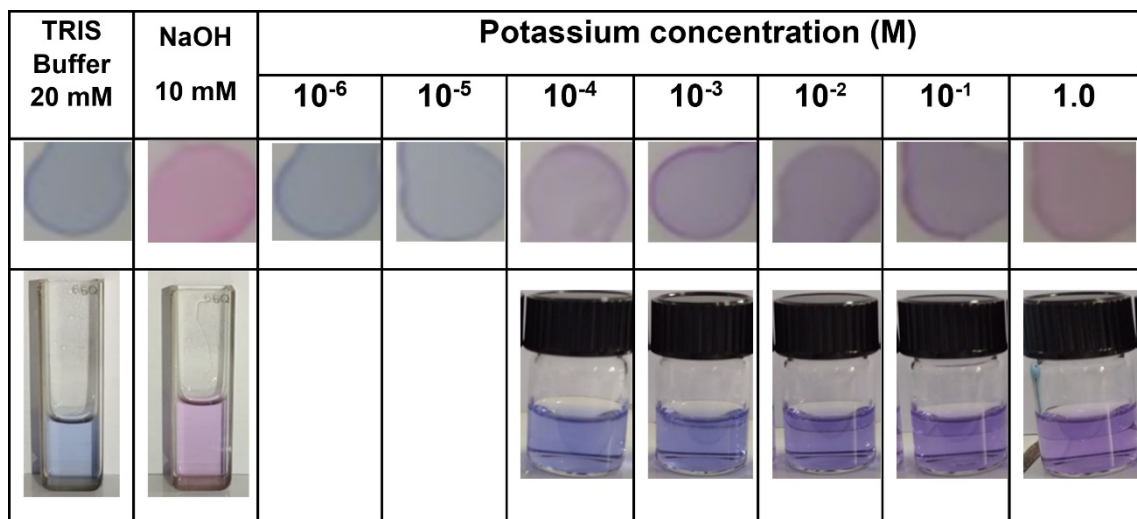 TRIS
Buffer
20 mM
NaOH
10 mM
Potassium concentration (M)
10⁻⁶ 10⁻⁵ 10⁻⁴ 10⁻³ 10⁻² 10⁻¹ 1.0